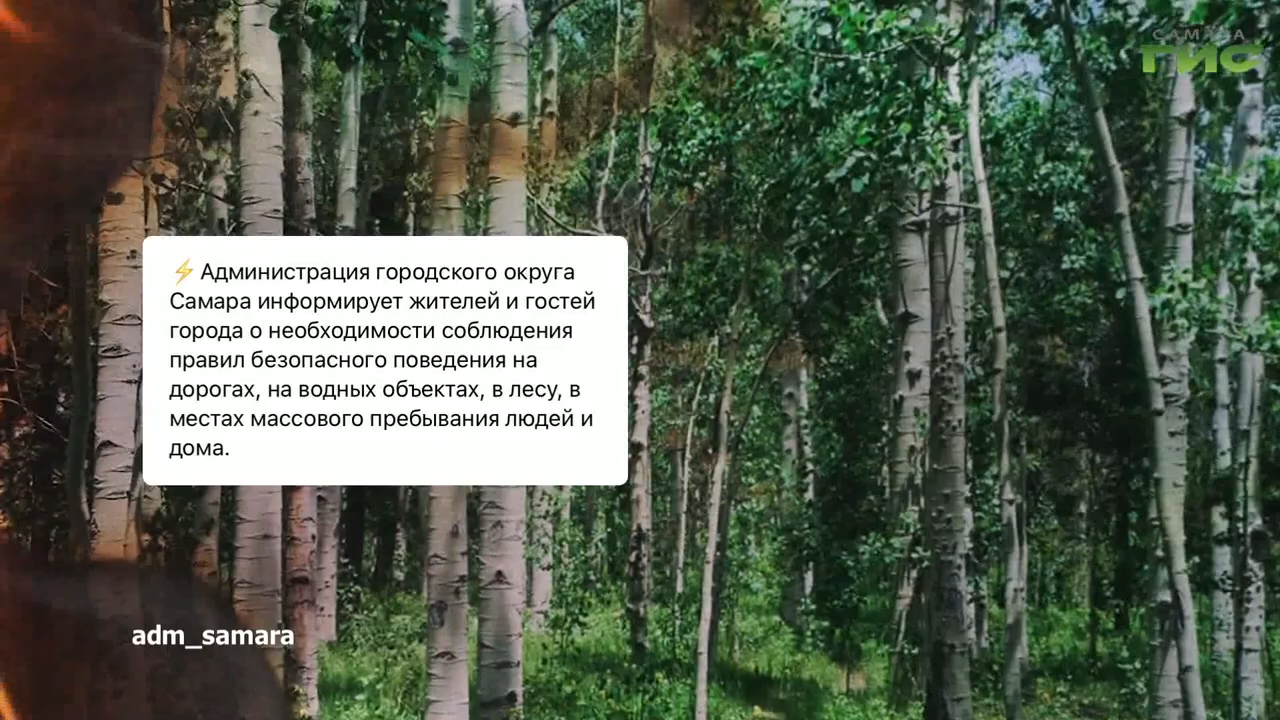 САМАРА
ГИС
⚡Администрация городского округа
Самара информирует жителей и гостей
города о необходимости соблюдения
правил безопасного поведения на
дорогах, на водных объектах, в лесу, в
местах массового пребывания людей и
дома.
adm_samara